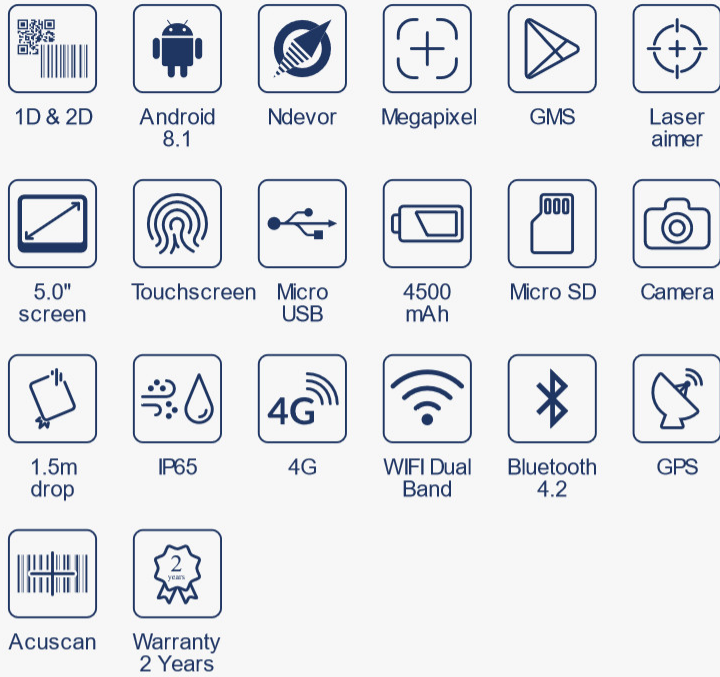 1D & 2D
Android
8.1
Ndevor
Megapixel
GMS
Laser
aimer
5.0"
screen
Touchscreen
Micro
USB
4500
mAh
Micro SD
Camera
1.5m
drop
IP65
4G
4G
WIFI Dual
Band
Bluetooth
4.2
GPS
Acuscan
2
years
Warranty
2 Years